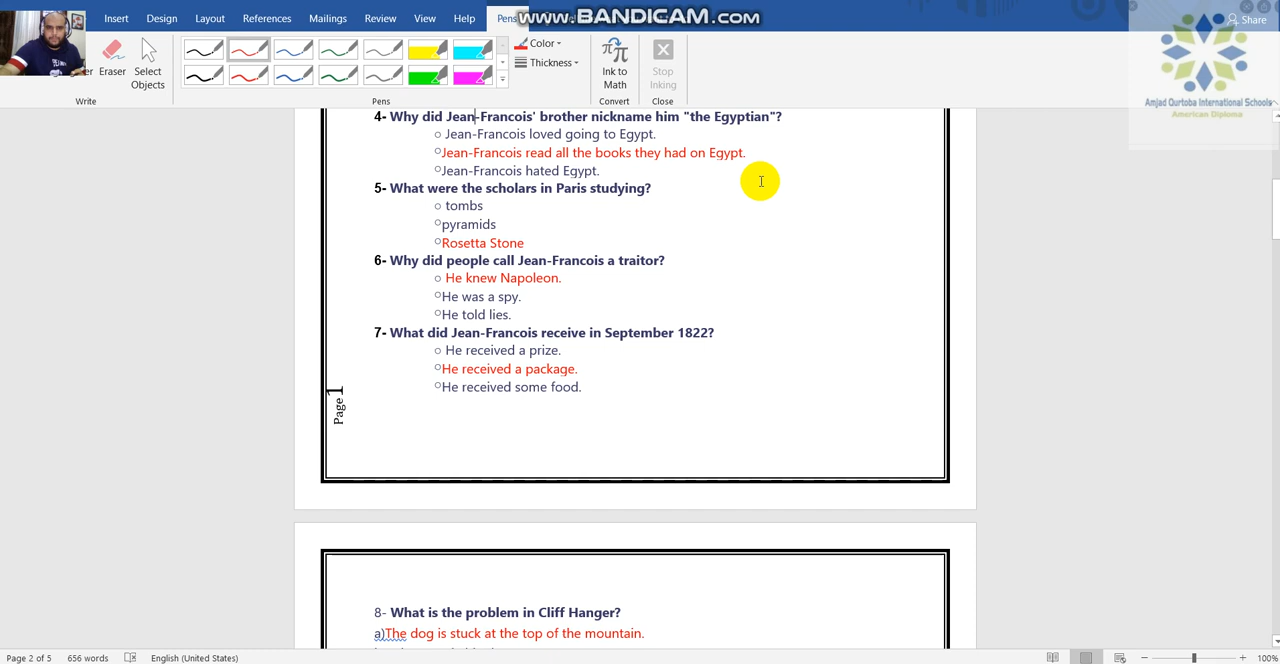 Insert Design Layout References Mailings Review View Help Pens
www.BANDICAM.com
Share
Eraser
Select Objects
Color
Thickness
Ink to Math
Stop Inking
Write Pens Convert Close
Amjad Qurtoba International Schools
American Diploma
4- Why did Jean-Francois' brother nickname him "the Egyptian"?
○ Jean-Francois loved going to Egypt.
○Jean-Francois read all the books they had on Egypt.
○Jean-Francois hated Egypt.
5- What were the scholars in Paris studying?
○ tombs
○pyramids
○Rosetta Stone
6- Why did people call Jean-Francois a traitor?
○ He knew Napoleon.
○He was a spy.
○He told lies.
7- What did Jean-Francois receive in September 1822?
○ He received a prize.
○He received a package.
○He received some food.
Page 1
8- What is the problem in Cliff Hanger?
a)The dog is stuck at the top of the mountain.
Page 2 of 5 656 words English (United States) 100%